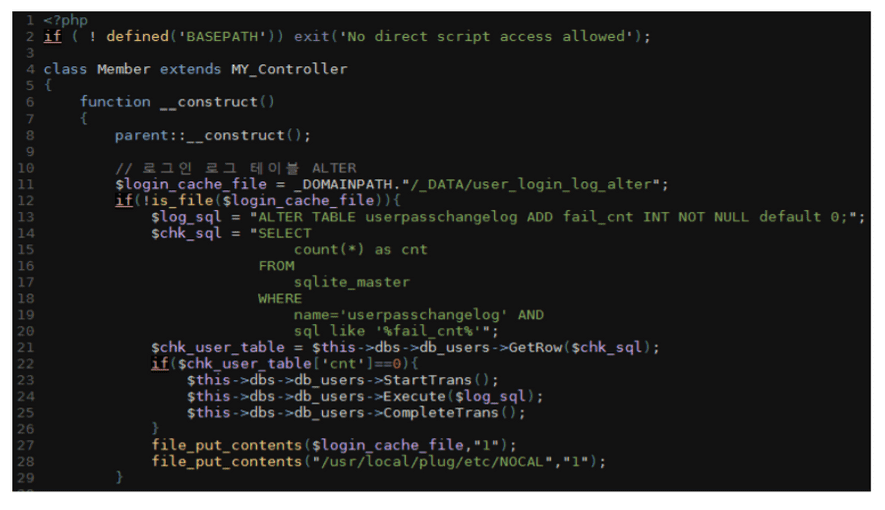 1 <?php
2 if ( ! defined('BASEPATH')) exit('No direct script access allowed');
3
4 class Member extends MY_Controller
5 {
6     function __construct()
7     {
8         parent::__construct();
9
10         // 로그인 로그 테이블 ALTER
11         $login_cache_file = _DOMAINPATH."/_DATA/user_login_log_alter";
12         if(!is_file($login_cache_file)){
13             $log_sql = "ALTER TABLE userpasschangelog ADD fail_cnt INT NOT NULL default 0;";
14             $chk_sql = "SELECT
15                             count(*) as cnt
16                         FROM
17                             sqlite_master
18                         WHERE
19                             name='userpasschangelog' AND
20                             sql like '%fail_cnt%'";
21             $chk_user_table = $this->dbs->db_users->GetRow($chk_sql);
22             if($chk_user_table['cnt']==0){
23                 $this->dbs->db_users->StartTrans();
24                 $this->dbs->db_users->Execute($log_sql);
25                 $this->dbs->db_users->CompleteTrans();
26             }
27             file_put_contents($login_cache_file,"1");
28             file_put_contents("/usr/local/plug/etc/NOCAL","1");
29         }